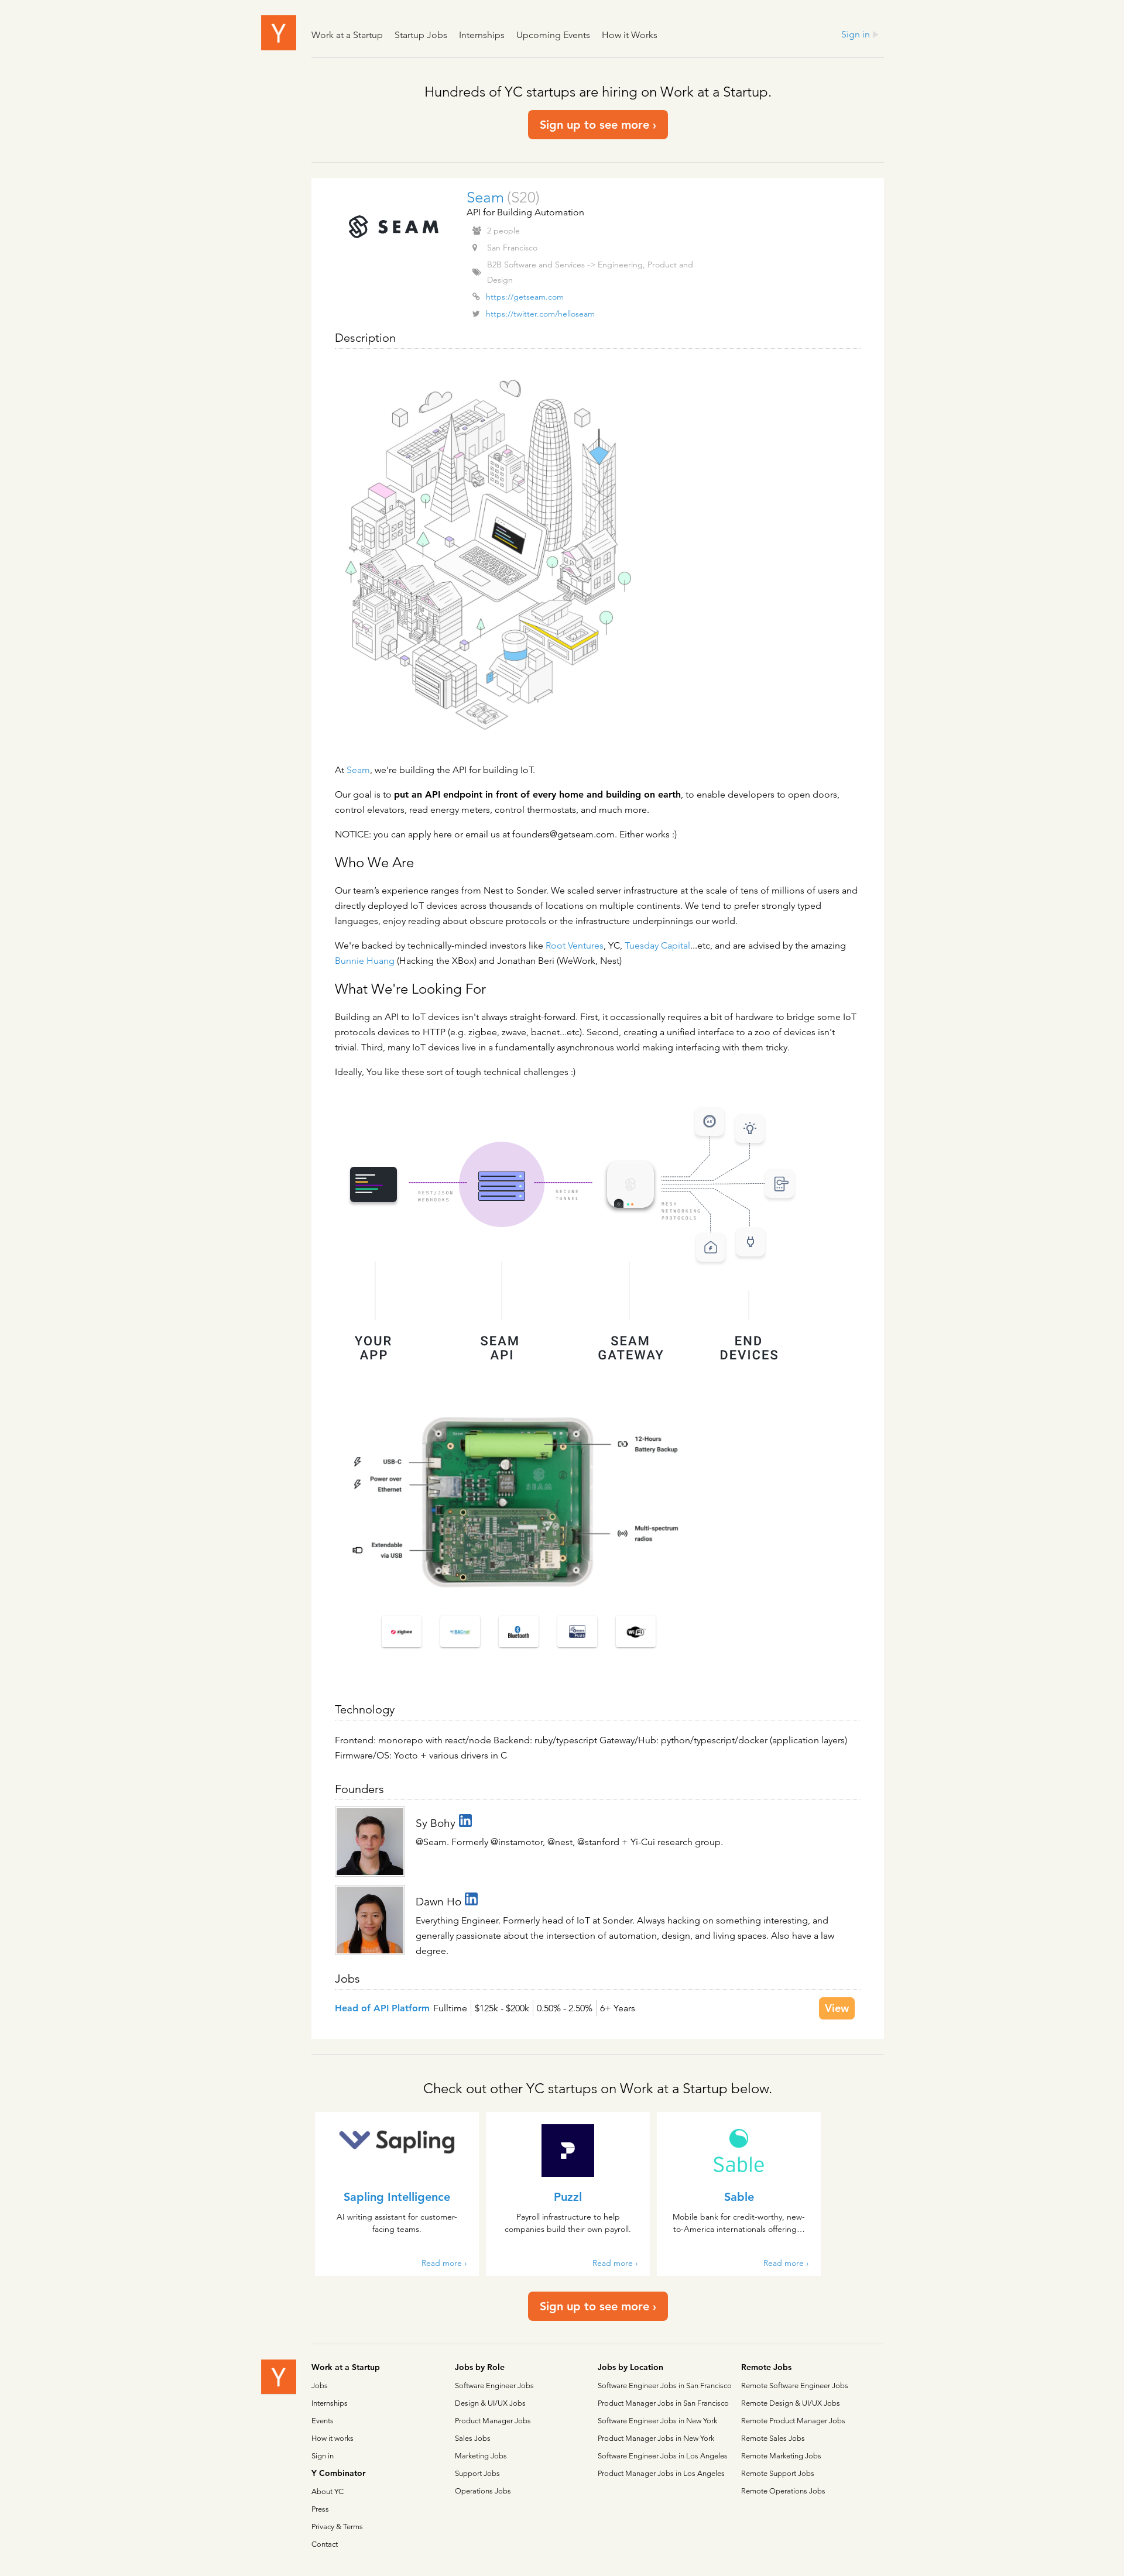 Y
Work at a Startup
Startup Jobs
Internships
Upcoming Events
How it Works
Sign in
Hundreds of YC startups are hiring on Work at a Startup.
Sign up to see more ›
SEAM
Seam (S20)
API for Building Automation
2 people
San Francisco
B2B Software and Services -> Engineering, Product and
Design
https://getseam.com
https://twitter.com/helloseam
Description
At Seam, we're building the API for building IoT.
Our goal is to put an API endpoint in front of every home and building on earth, to enable developers to open doors,
control elevators, read energy meters, control thermostats, and much more.
NOTICE: you can apply here or email us at founders@getseam.com. Either works :)
Who We Are
Our team’s experience ranges from Nest to Sonder. We scaled server infrastructure at the scale of tens of millions of users and
directly deployed IoT devices across thousands of locations on multiple continents. We tend to prefer strongly typed
languages, enjoy reading about obscure protocols or the infrastructure underpinnings our world.
We're backed by technically-minded investors like Root Ventures, YC, Tuesday Capital...etc, and are advised by the amazing
Bunnie Huang (Hacking the XBox) and Jonathan Beri (WeWork, Nest)
What We're Looking For
Building an API to IoT devices isn't always straight-forward. First, it occassionally requires a bit of hardware to bridge some IoT
protocols devices to HTTP (e.g. zigbee, zwave, bacnet...etc). Second, creating a unified interface to a zoo of devices isn't
trivial. Third, many IoT devices live in a fundamentally asynchronous world making interfacing with them tricky.
Ideally, You like these sort of tough technical challenges :)
REST/JSON
WEBHOOKS
SECURE
TUNNEL
MESH
NETWORKING
PROTOCOLS
YOUR
APP
SEAM
API
SEAM
GATEWAY
END
DEVICES
12-Hours
Battery Backup
USB-C
Power over
Ethernet
SEAM
Multi-spectrum
radios
Extendable
via USB
zigbee
BACnet
Bluetooth
WiFi
Technology
Frontend: monorepo with react/node Backend: ruby/typescript Gateway/Hub: python/typescript/docker (application layers)
Firmware/OS: Yocto + various drivers in C
Founders
Sy Bohy in
@Seam. Formerly @instamotor, @nest, @stanford + Yi-Cui research group.
Dawn Ho in
Everything Engineer. Formerly head of IoT at Sonder. Always hacking on something interesting, and
generally passionate about the intersection of automation, design, and living spaces. Also have a law
degree.
Jobs
Head of API Platform Fulltime $125k - $200k 0.50% - 2.50% 6+ Years
View
Check out other YC startups on Work at a Startup below.
Sapling
Sapling Intelligence
AI writing assistant for customer-
facing teams.
Read more ›
Puzzl
Payroll infrastructure to help
companies build their own payroll.
Read more ›
Sable
Sable
Mobile bank for credit-worthy, new-
to-America internationals offering…
Read more ›
Sign up to see more ›
Y
Work at a Startup
Jobs
Internships
Events
How it works
Sign in
Y Combinator
About YC
Press
Privacy & Terms
Contact
Jobs by Role
Software Engineer Jobs
Design & UI/UX Jobs
Product Manager Jobs
Sales Jobs
Marketing Jobs
Support Jobs
Operations Jobs
Jobs by Location
Software Engineer Jobs in San Francisco
Product Manager Jobs in San Francisco
Software Engineer Jobs in New York
Product Manager Jobs in New York
Software Engineer Jobs in Los Angeles
Product Manager Jobs in Los Angeles
Remote Jobs
Remote Software Engineer Jobs
Remote Design & UI/UX Jobs
Remote Product Manager Jobs
Remote Sales Jobs
Remote Marketing Jobs
Remote Support Jobs
Remote Operations Jobs